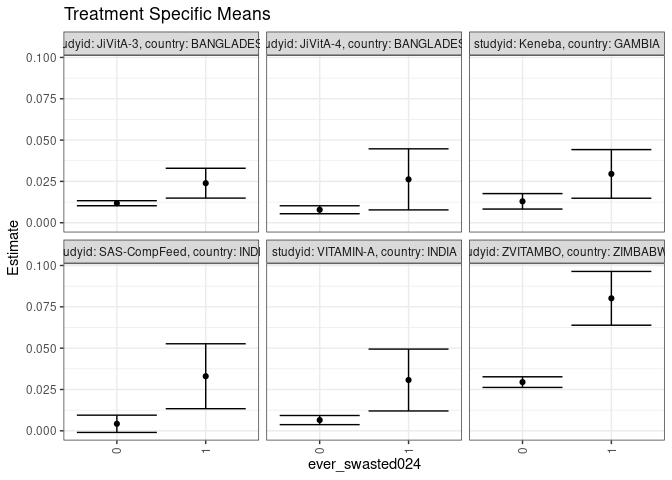 Treatment Specific Means
udyid: JiVitA-3, country: BANGLADES
udyid: JiVitA-4, country: BANGLADES
studyid: Keneba, country: GAMBIA
0.100
0.075
0.050
0.025
0.000
Estimate
udyid: SAS-CompFeed, country: INDI
studyid: VITAMIN-A, country: INDIA
udyid: ZVITAMBO, country: ZIMBABW
0.100
0.075
0.050
0.025
0.000
0
1
0
1
0
1
ever_swasted024